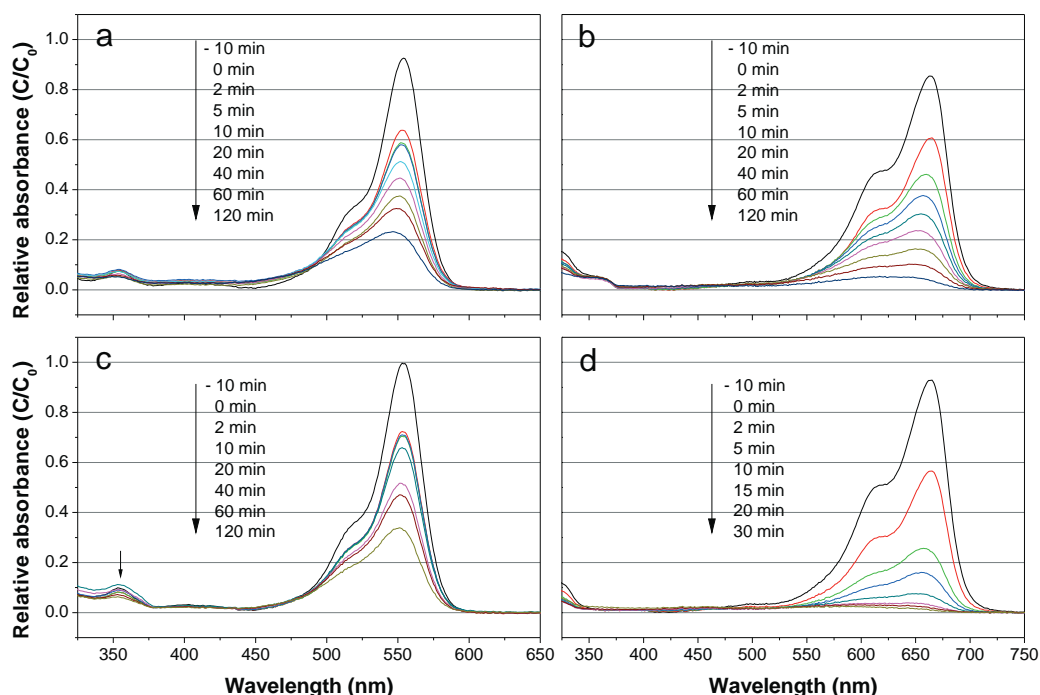 a
- 10 min
0 min
2 min
5 min
10 min
20 min
40 min
60 min
120 min
1.0
0.8
0.6
0.4
0.2
0.0
Relative absorbance (C/C0)
b
- 10 min
0 min
2 min
5 min
10 min
20 min
40 min
60 min
120 min
c
- 10 min
0 min
2 min
10 min
20 min
40 min
60 min
120 min
1.0
0.8
0.6
0.4
0.2
0.0
Relative absorbance (C/C0)
350 400 450 500 550 600 650
Wavelength (nm)
d
- 10 min
0 min
2 min
5 min
10 min
15 min
20 min
30 min
350 400 450 500 550 600 650 700 750
Wavelength (nm)